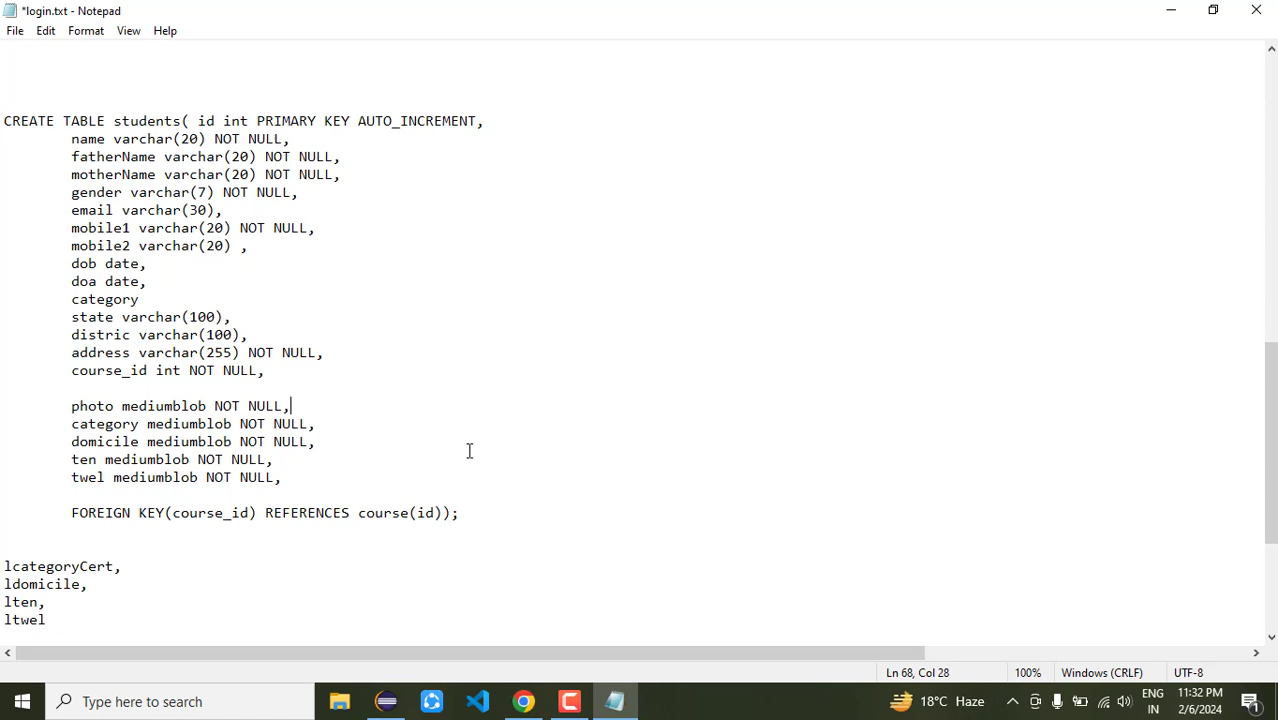 *login.txt - Notepad
File Edit Format View Help
CREATE TABLE students( id int PRIMARY KEY AUTO_INCREMENT,
name varchar(20) NOT NULL,
fatherName varchar(20) NOT NULL,
motherName varchar(20) NOT NULL,
gender varchar(7) NOT NULL,
email varchar(30),
mobile1 varchar(20) NOT NULL,
mobile2 varchar(20) ,
dob date,
doa date,
category
state varchar(100),
distric varchar(100),
address varchar(255) NOT NULL,
course_id int NOT NULL,
photo mediumblob NOT NULL,
category mediumblob NOT NULL,
domicile mediumblob NOT NULL,
ten mediumblob NOT NULL,
twel mediumblob NOT NULL,
FOREIGN KEY(course_id) REFERENCES course(id));
lcategoryCert,
ldomicile,
lten,
ltwel
Ln 68, Col 28 100% Windows (CRLF) UTF-8
Type here to search 18°C Haze ENG IN 11:32 PM 2/6/2024 1